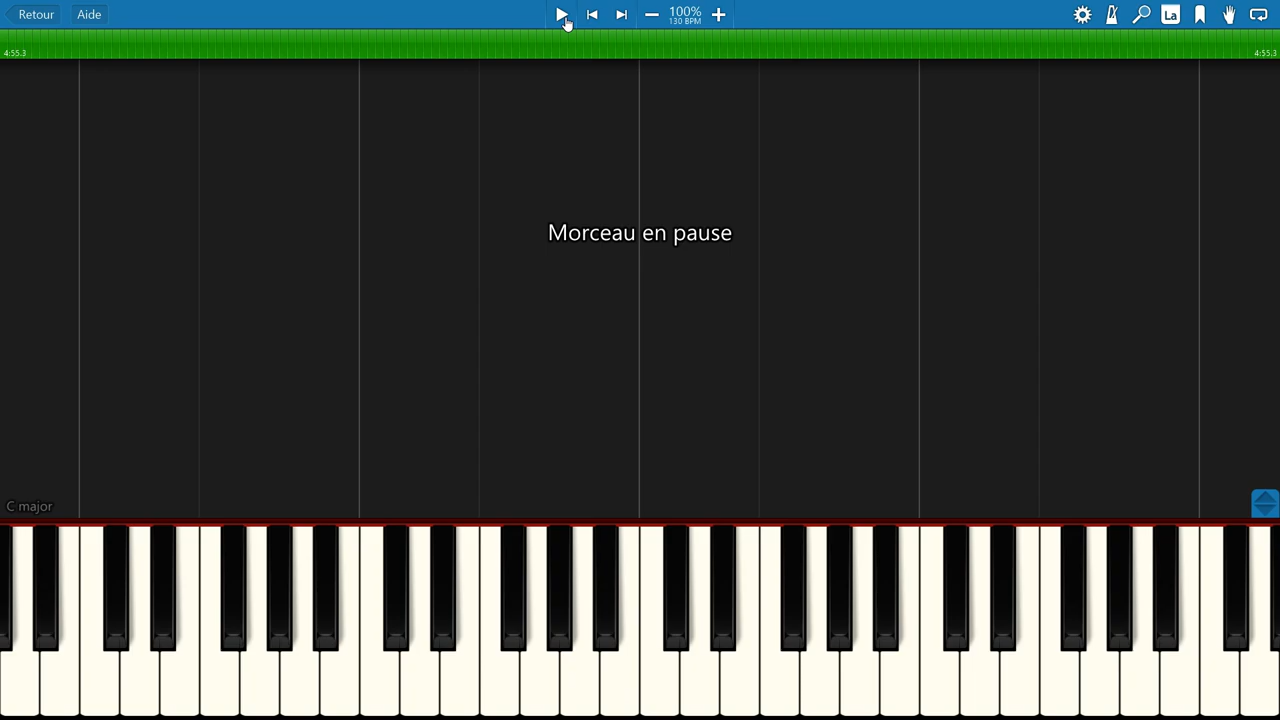 Retour
Aide
100%
130 BPM
La
4:55.3
4:55.3
Morceau en pause
C major